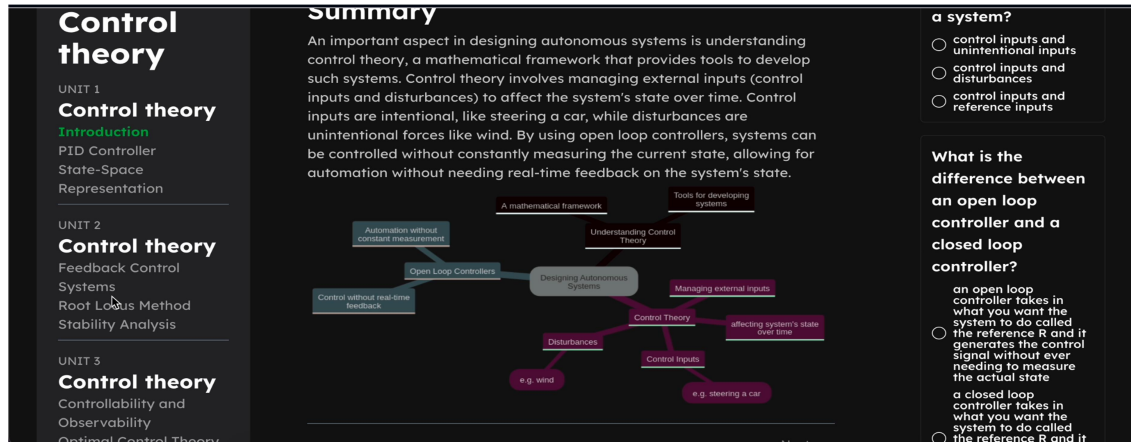 Control
theory
UNIT 1
Control theory
Introduction
PID Controller
State-Space
Representation
UNIT 2
Control theory
Feedback Control
Systems
Root Locus Method
Stability Analysis
UNIT 3
Control theory
Controllability and
Observability
Optimal Control Theory
Summary
An important aspect in designing autonomous systems is understanding
control theory, a mathematical framework that provides tools to develop
such systems. Control theory involves managing external inputs (control
inputs and disturbances) to affect the system's state over time. Control
inputs are intentional, like steering a car, while disturbances are
unintentional forces like wind. By using open loop controllers, systems can
be controlled without constantly measuring the current state, allowing for
automation without needing real-time feedback on the system's state.
A mathematical framework
Tools for developing
systems
Automation without
constant measurement
Understanding Control
Theory
Open Loop Controllers
Designing Autonomous
Systems
Control without real-time
feedback
Managing external inputs
Control Theory
affecting system's state
over time
Disturbances
Control Inputs
e.g. wind
e.g. steering a car
a system?
control inputs and
unintentional inputs
control inputs and
disturbances
control inputs and
reference inputs
What is the
difference between
an open loop
controller and a
closed loop
controller?
an open loop
controller takes in
what you want the
system to do called
the reference R and it
generates the control
signal without ever
needing to measure
the actual state
a closed loop
controller takes in
what you want the
system to do called
the reference R and it